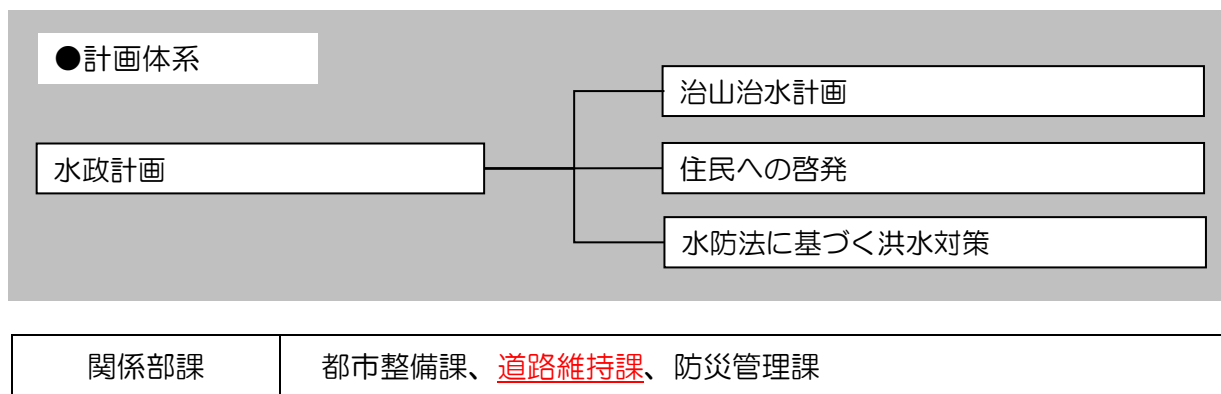 ●計画体系
治山治水計画
水政計画
住民への啓発
水防法に基づく洪水対策
関係部課 都市整備課、道路維持課、防災管理課